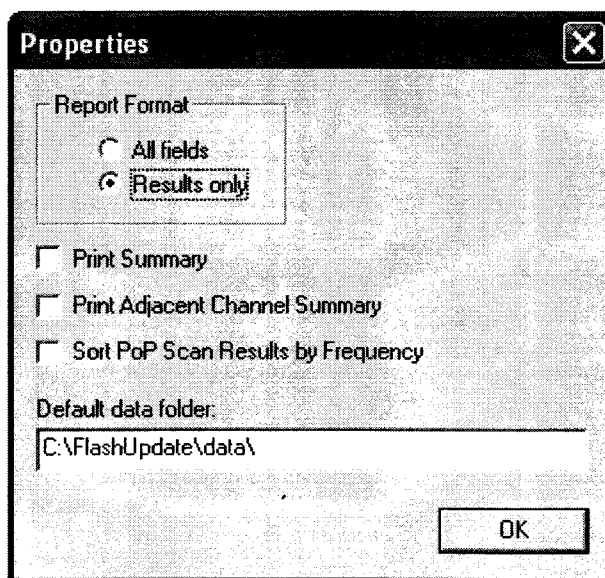 Properties
Report Format
All fields
Results only
Print Summary
Print Adjacent Channel Summary
Sort PoP Scan Results by Frequency
Default data folder:
C:\FlashUpdate\data\
OK